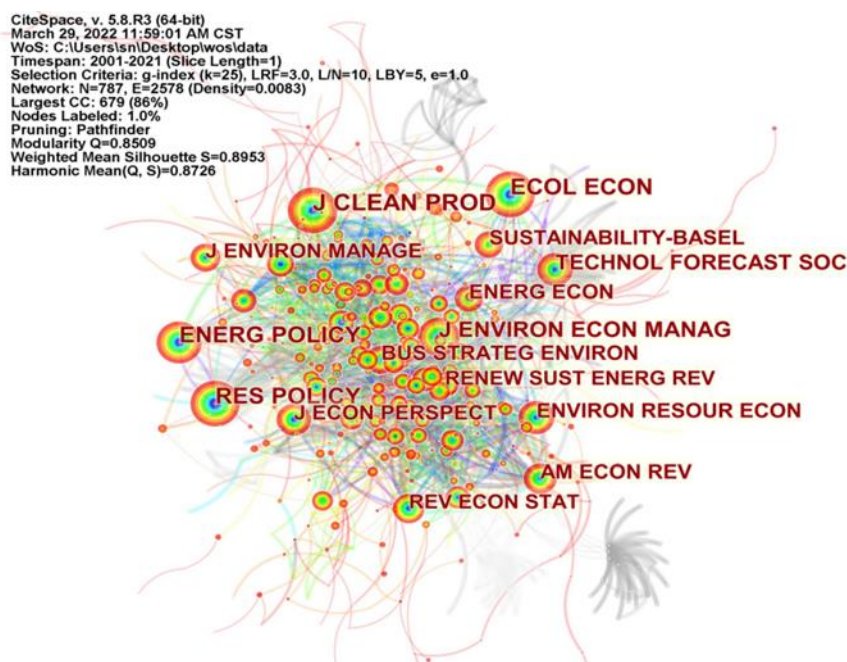 CiteSpace, v. 5.8.R3 (64-bit)
March 29, 2022 11:59:01 AM CST
WoS: C:\Users\sn\Desktop\wos\data
Timespan: 2001-2021 (Slice Length=1)
Selection Criteria: g-index (k=25), LRF=3.0, L/N=10, LBY=5, e=1.0
Network: N=787, E=2578 (Density=0.0083)
Largest CC: 679 (86%)
Nodes Labeled: 1.0%
Pruning: Pathfinder
Modularity Q=0.8509
Weighted Mean Silhouette S=0.8953
Harmonic Mean(Q, S)=0.8726
ECOL ECON
J CLEAN PROD
SUSTAINABILITY-BASEL
J ENVIRON MANAGE
TECHNOL FORECAST SOC
ENERG ECON
J ENVIRON ECON MANAG
ENERG POLICY
BUS STRATEG ENVIRON
RENEW SUST ENERG REV
RES POLICY
J ECON PERSPECT
ENVIRON RESOUR ECON
AM ECON REV
REV ECON STAT